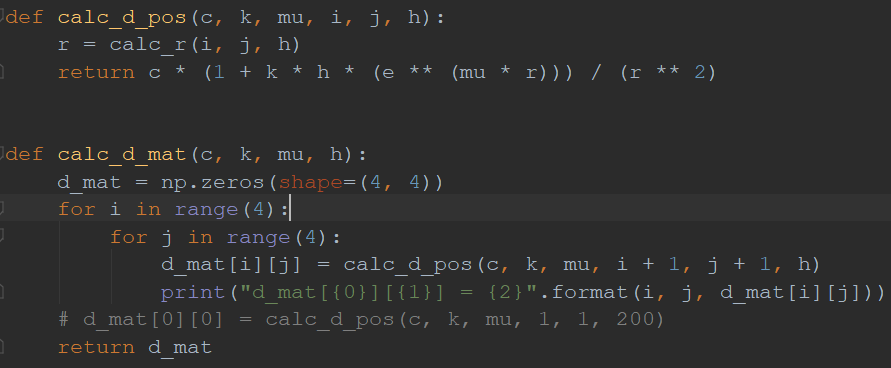 def calc_d_pos(c, k, mu, i, j, h):
    r = calc_r(i, j, h)
    return c * (1 + k * h * (e ** (mu * r))) / (r ** 2)
def calc_d_mat(c, k, mu, h):
    d_mat = np.zeros(shape=(4, 4))
    for i in range(4):
        for j in range(4):
            d_mat[i][j] = calc_d_pos(c, k, mu, i + 1, j + 1, h)
            print("d_mat[{0}][{1}] = {2}".format(i, j, d_mat[i][j]))
    # d_mat[0][0] = calc_d_pos(c, k, mu, 1, 1, 200)
    return d_mat